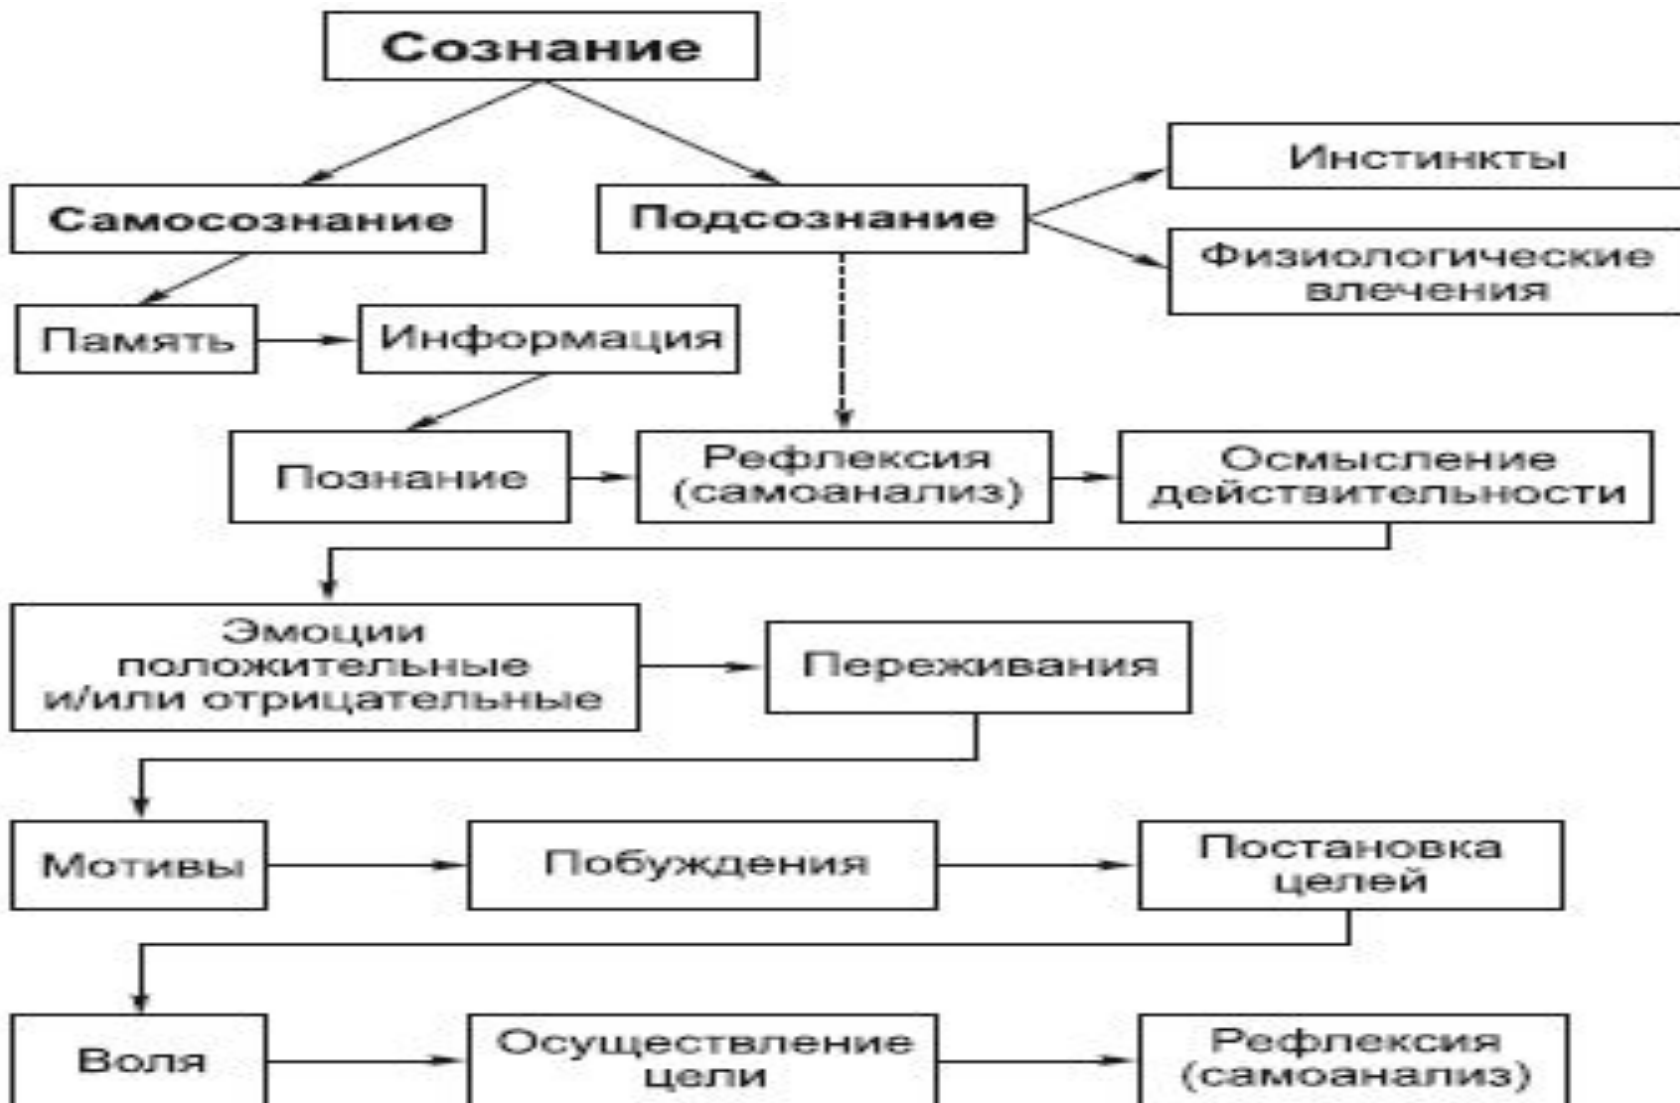 Сознание
Инстинкты
Самосознание
Подсознание
Физиологические
влечения
Память
Информация
Познание
Рефлексия
(самоанализ)
Осмысление
действительности
Эмоции
положительные
и/или отрицательные
Переживания
Мотивы
Побуждения
Постановка
целей
Воля
Осуществление
цели
Рефлексия
(самоанализ)